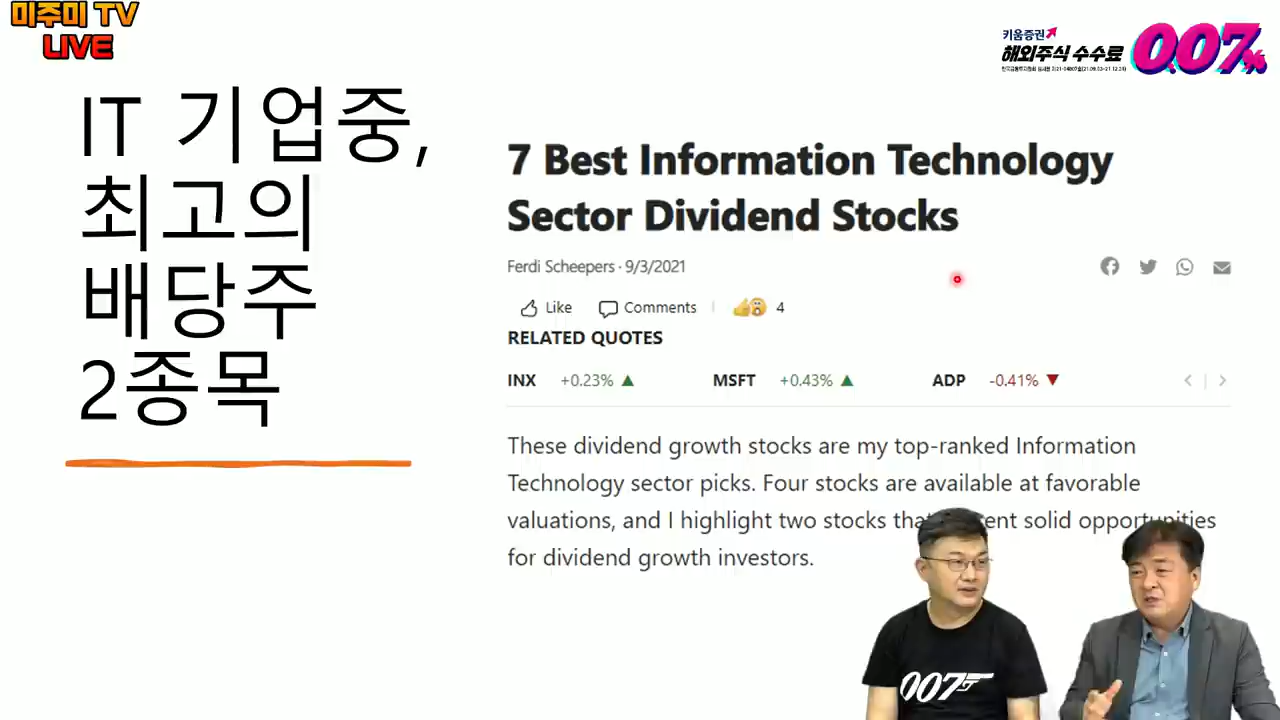 미주미 TV
LIVE
키움증권
해외주식 수수료
0.07%
IT 기업중,
최고의
배당주
2종목
7 Best Information Technology
Sector Dividend Stocks
Ferdi Scheepers · 9/3/2021
Like Comments 4
RELATED QUOTES
INX +0.23% ▲ MSFT +0.43% ▲ ADP -0.41% ▼
These dividend growth stocks are my top-ranked Information
Technology sector picks. Four stocks are available at favorable
valuations, and I highlight two stocks solid opportunities
for dividend growth investors.
007